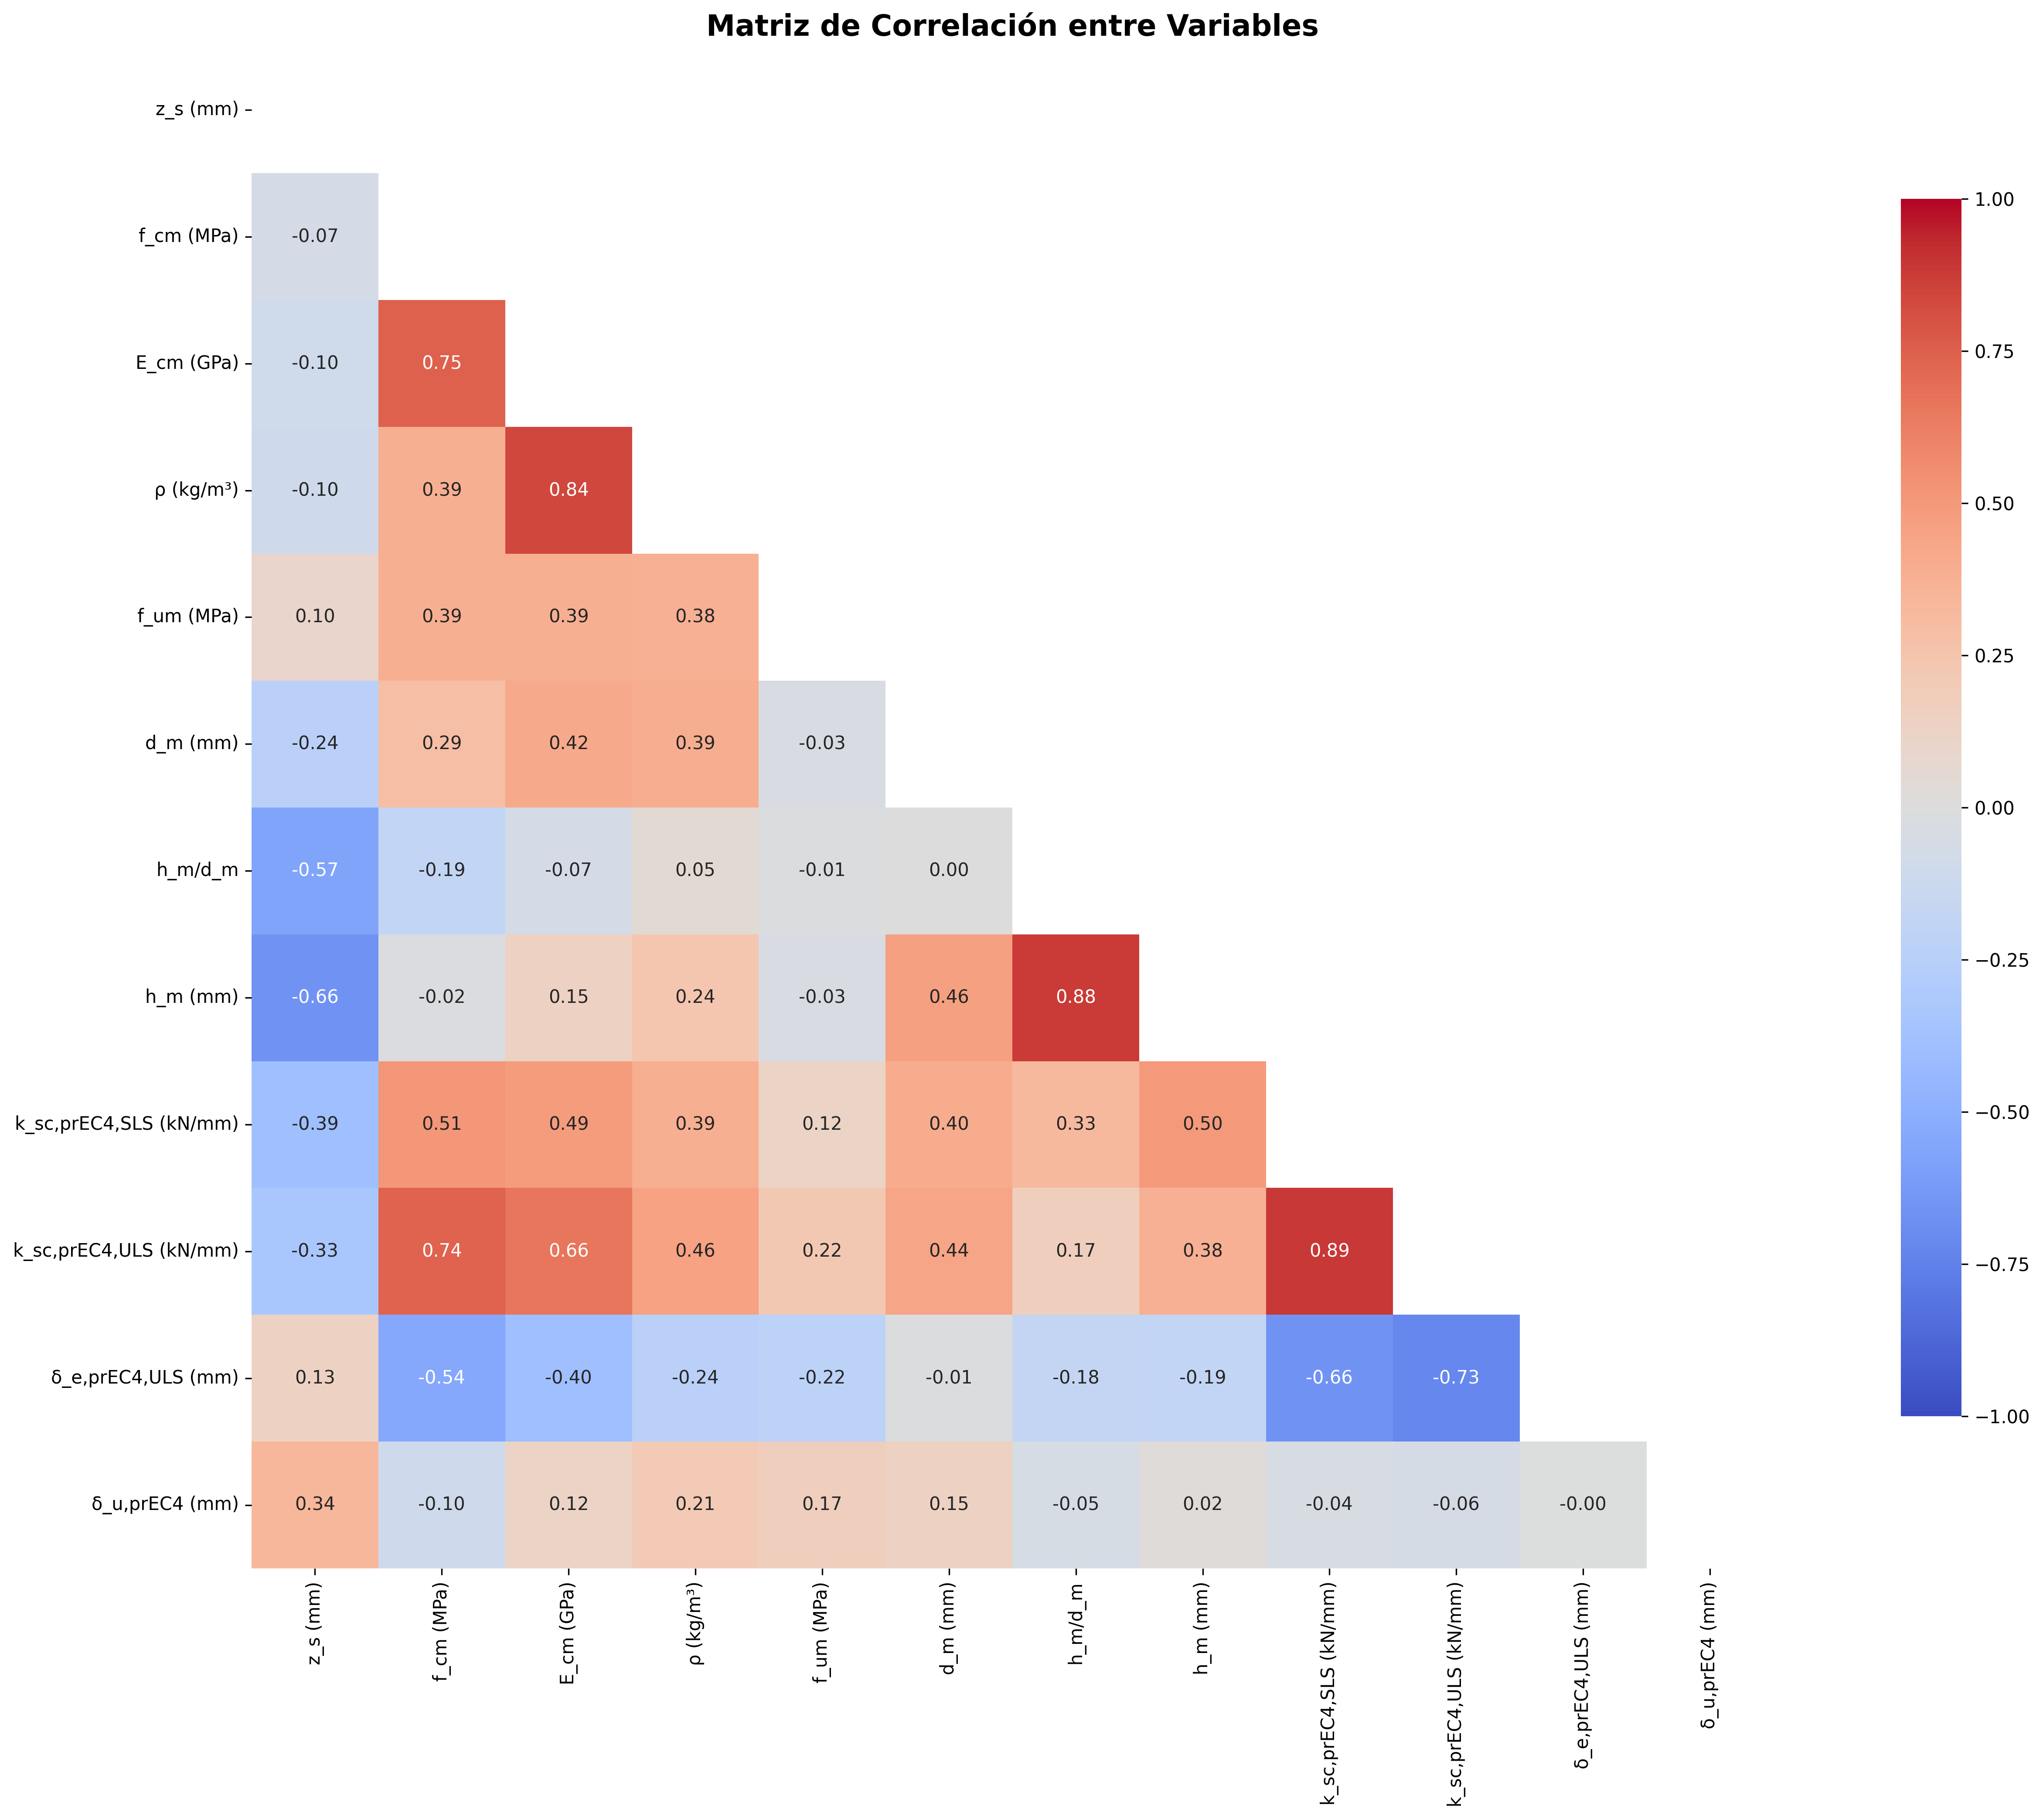 Matriz de Correlación entre Variables
z_s (mm)
f_cm (MPa) -0.07
E_cm (GPa) -0.10 0.75
ρ (kg/m³) -0.10 0.39 0.84
f_um (MPa) 0.10 0.39 0.39 0.38
d_m (mm) -0.24 0.29 0.42 0.39 -0.03
h_m/d_m -0.57 -0.19 -0.07 0.05 -0.01 0.00
h_m (mm) -0.66 -0.02 0.15 0.24 -0.03 0.46 0.88
k_sc,prEC4,SLS (kN/mm) -0.39 0.51 0.49 0.39 0.12 0.40 0.33 0.50
k_sc,prEC4,ULS (kN/mm) -0.33 0.74 0.66 0.46 0.22 0.44 0.17 0.38 0.89
δ_e,prEC4,ULS (mm) 0.13 -0.54 -0.40 -0.24 -0.22 -0.01 -0.18 -0.19 -0.66 -0.73
δ_u,prEC4 (mm) 0.34 -0.10 0.12 0.21 0.17 0.15 -0.05 0.02 -0.04 -0.06 -0.00
z_s (mm)
f_cm (MPa)
E_cm (GPa)
ρ (kg/m³)
f_um (MPa)
d_m (mm)
h_m/d_m
h_m (mm)
k_sc,prEC4,SLS (kN/mm)
k_sc,prEC4,ULS (kN/mm)
δ_e,prEC4,ULS (mm)
δ_u,prEC4 (mm)
1.00
0.75
0.50
0.25
0.00
−0.25
−0.50
−0.75
−1.00